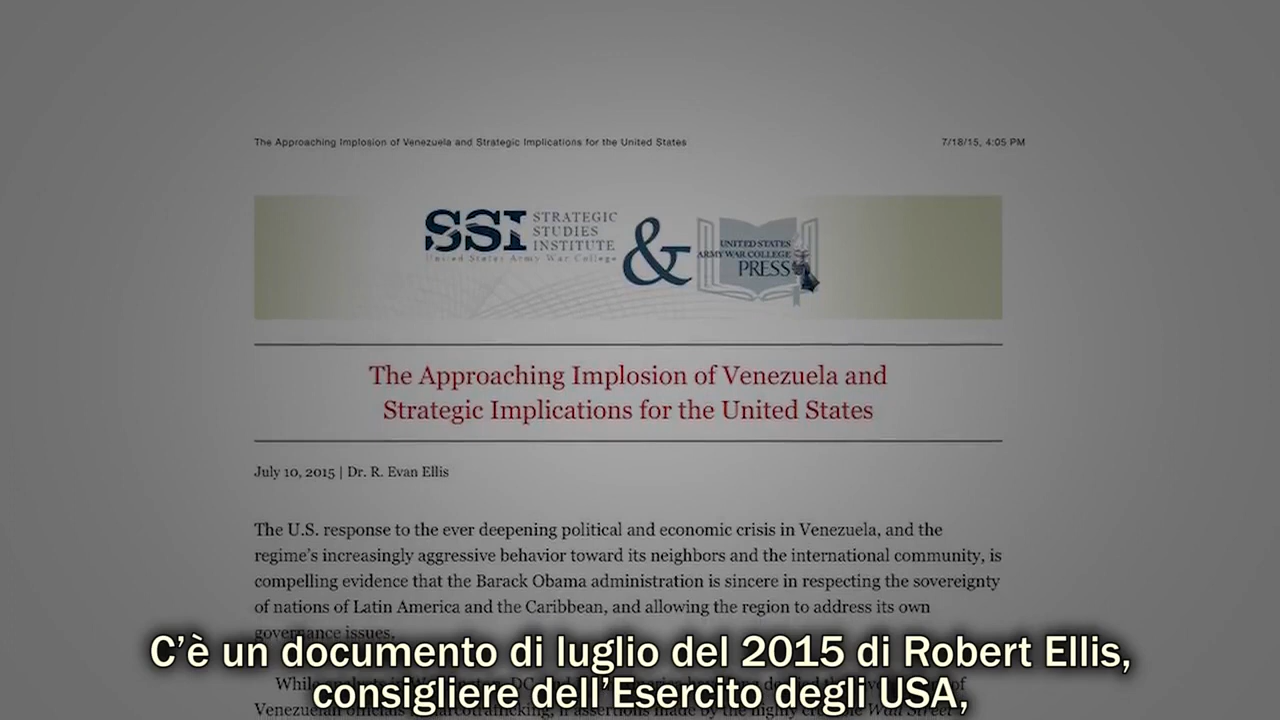 The Approaching Implosion of Venezuela and Strategic Implications for the United States 7/18/15, 4:05 PM
SSI STRATEGIC
STUDIES
INSTITUTE
United States Army War College
&
UNITED STATES
ARMY WAR COLLEGE
PRESS
The Approaching Implosion of Venezuela and
Strategic Implications for the United States
July 10, 2015 | Dr. R. Evan Ellis
The U.S. response to the ever deepening political and economic crisis in Venezuela, and the
regime's increasingly aggressive behavior toward its neighbors and the international community, is
compelling evidence that the Barack Obama administration is sincere in respecting the sovereignty
of nations of Latin America and the Caribbean, and allowing the region to address its own
governance issues.
C'è un documento di luglio del 2015 di Robert Ellis,
While
of
consigliere dell'Esercito degli USA,
Wall Street